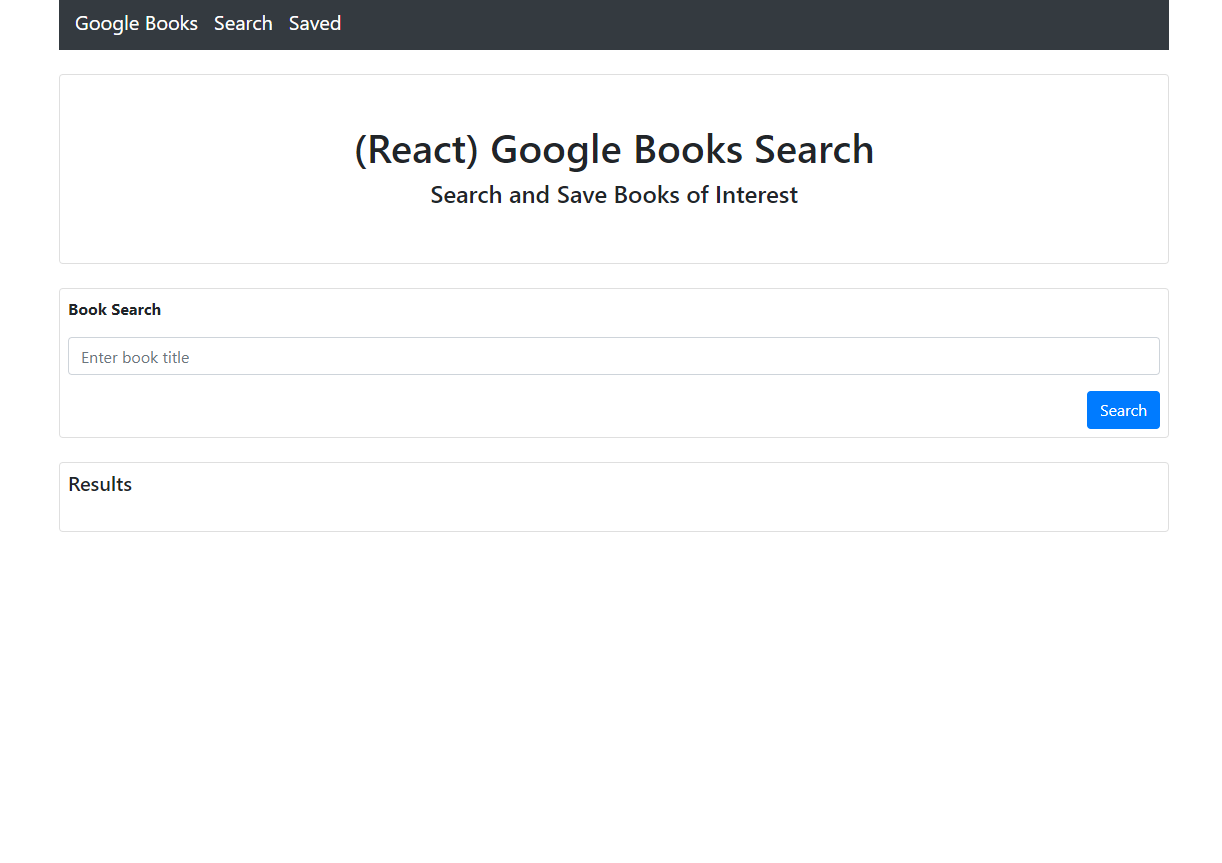 Google Books Search Saved
(React) Google Books Search
Search and Save Books of Interest
Book Search
Enter book title
Search
Results